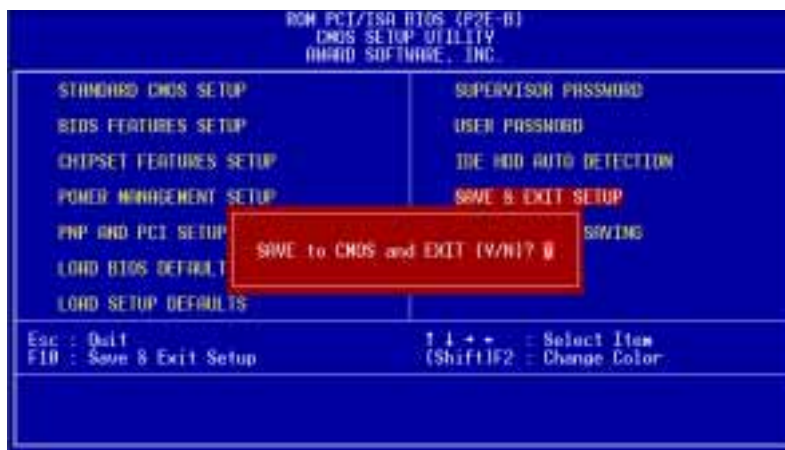 ROM PCI/ISA BIOS (P2E-B)
CMOS SETUP UTILITY
AWARD SOFTWARE, INC.
STANDARD CMOS SETUP
BIOS FEATURES SETUP
CHIPSET FEATURES SETUP
POWER MANAGEMENT SETUP
PNP AND PCI SETUP
LOAD BIOS DEFAULT
LOAD SETUP DEFAULTS
SUPERVISOR PASSWORD
USER PASSWORD
IDE HDD AUTO DETECTION
SAVE & EXIT SETUP
SAVING
SAVE to CMOS and EXIT (Y/N)? Y
Esc : Quit
F10 : Save & Exit Setup
↑ ↓ → ← : Select Item
(Shift)F2 : Change Color